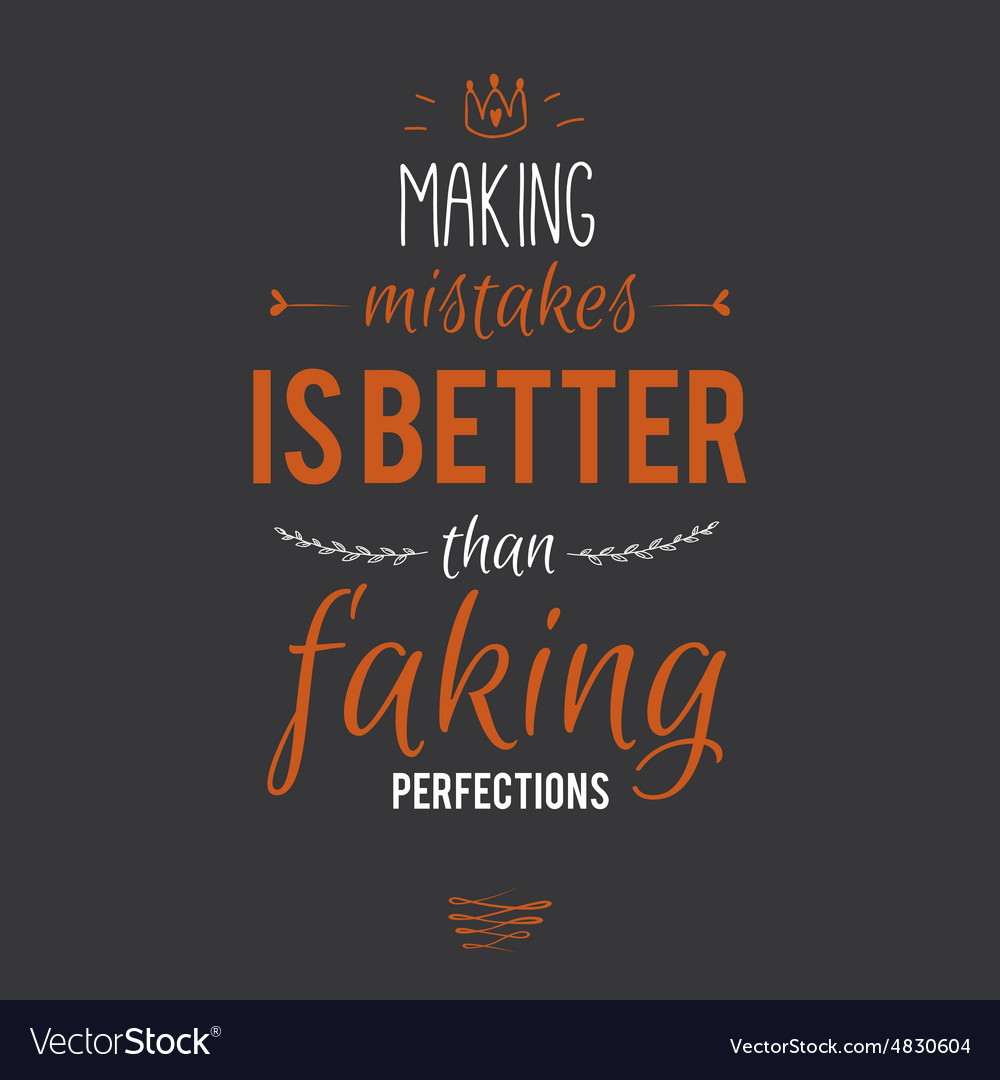 MAKING
mistakes
IS BETTER
than
faking
PERFECTIONS
VectorStock®
VectorStock.com/4830604